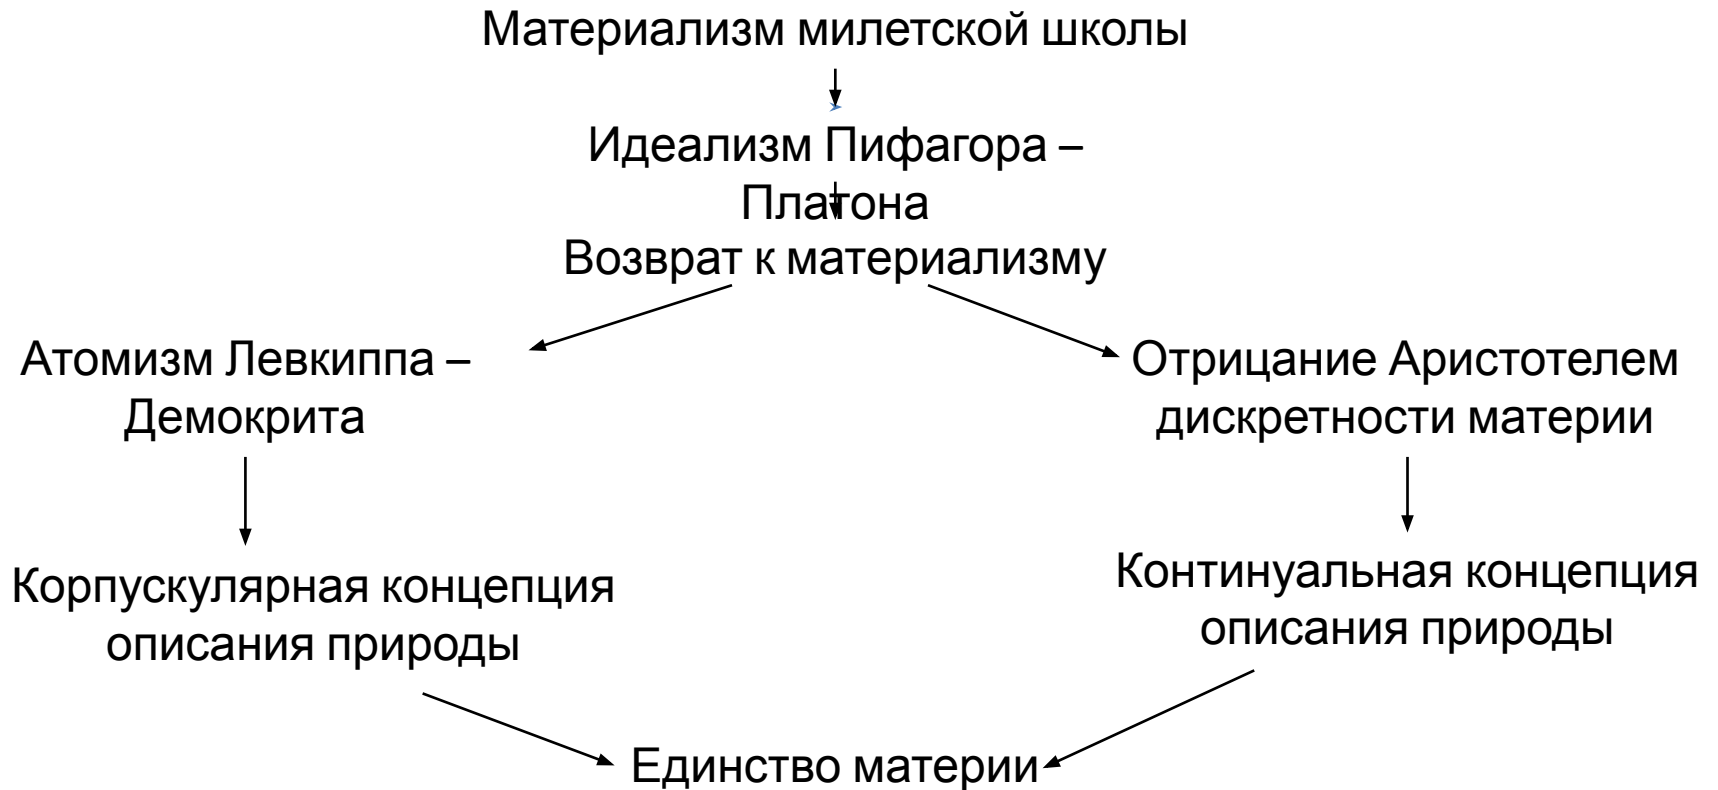 Материализм милетской школы
Идеализм Пифагора –
Платона
Возврат к материализму
Атомизм Левкиппа –
Демокрита
Отрицание Аристотелем
дискретности материи
Корпускулярная концепция
описания природы
Континуальная концепция
описания природы
Единство материи